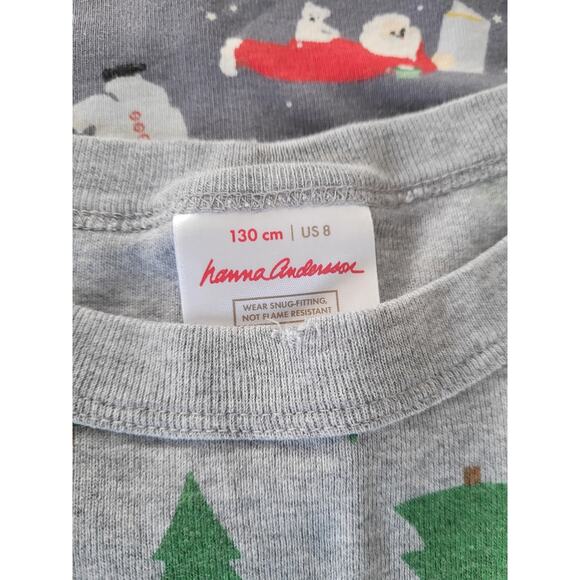 130 cm | US 8
hanna andersson
WEAR SNUG-FITTING,
NOT FLAME RESISTANT